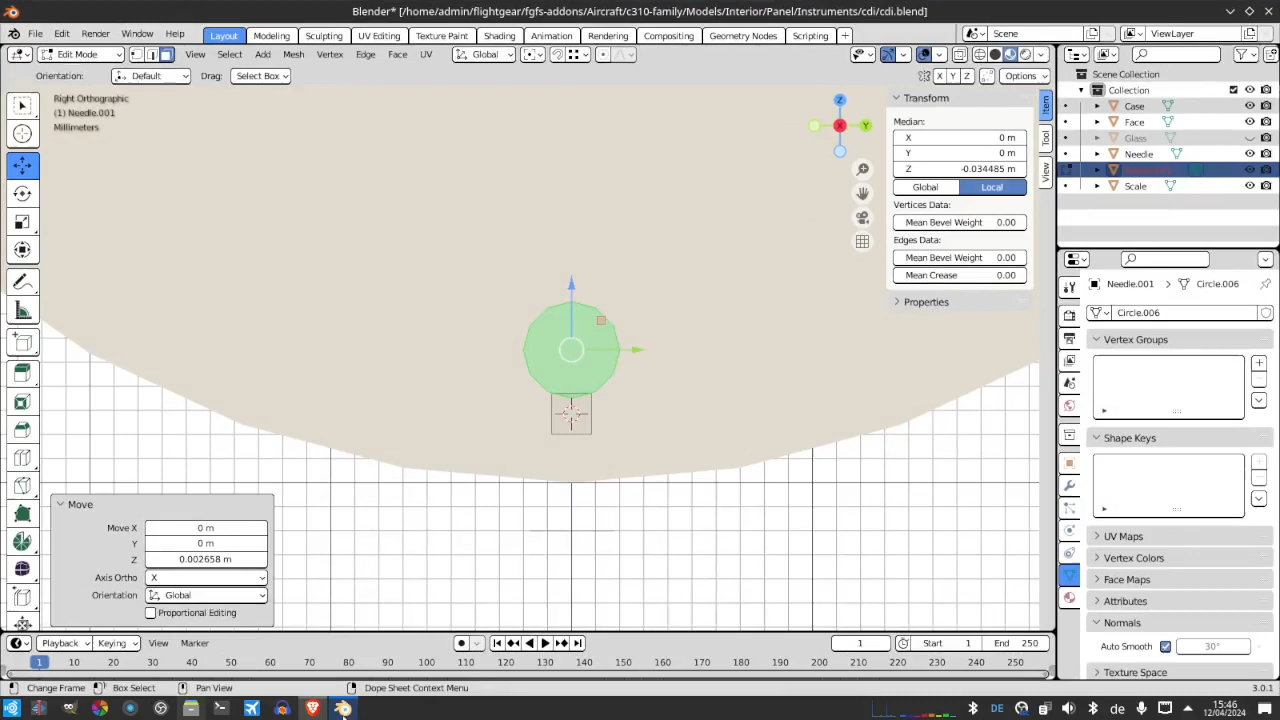 Blender* [/home/admin/flightgear/fgfs-addons/Aircraft/c310-family/Models/Interior/Panel/Instruments/cdi/cdi.blend]
File Edit Render Window Help Layout Modeling Sculpting UV Editing Texture Paint Shading Animation Rendering Compositing Geometry Nodes Scripting + Scene ViewLayer
Edit Mode View Select Add Mesh Vertex Edge Face UV Global
Orientation: Default Drag: Select Box X Y Z Options
Right Orthographic
(1) Needle.001
Millimeters
Z
X
Y
Transform
Median:
X 0 m
Y 0 m
Z -0.034485 m
Global Local
Vertices Data:
Mean Bevel Weight 0.00
Edges Data:
Mean Bevel Weight 0.00
Mean Crease 0.00
Properties
Item
Tool
View
Move
Move X 0 m
Y 0 m
Z 0.002658 m
Axis Ortho X
Orientation Global
Proportional Editing
Scene Collection
Collection
Case
Face
Glass
Needle
Scale
Needle.001 > Circle.006
Circle.006
Vertex Groups
Shape Keys
UV Maps
Vertex Colors
Face Maps
Attributes
Normals
Auto Smooth 30°
Texture Space
Playback Keying View Marker 1 Start 1 End 250
1 10 20 30 40 50 60 70 80 90 100 110 120 130 140 150 160 170 180 190 200 210 220 230 240 250
Change Frame Box Select Pan View Dope Sheet Context Menu 3.0.1
DE de 15:46
12/04/2024